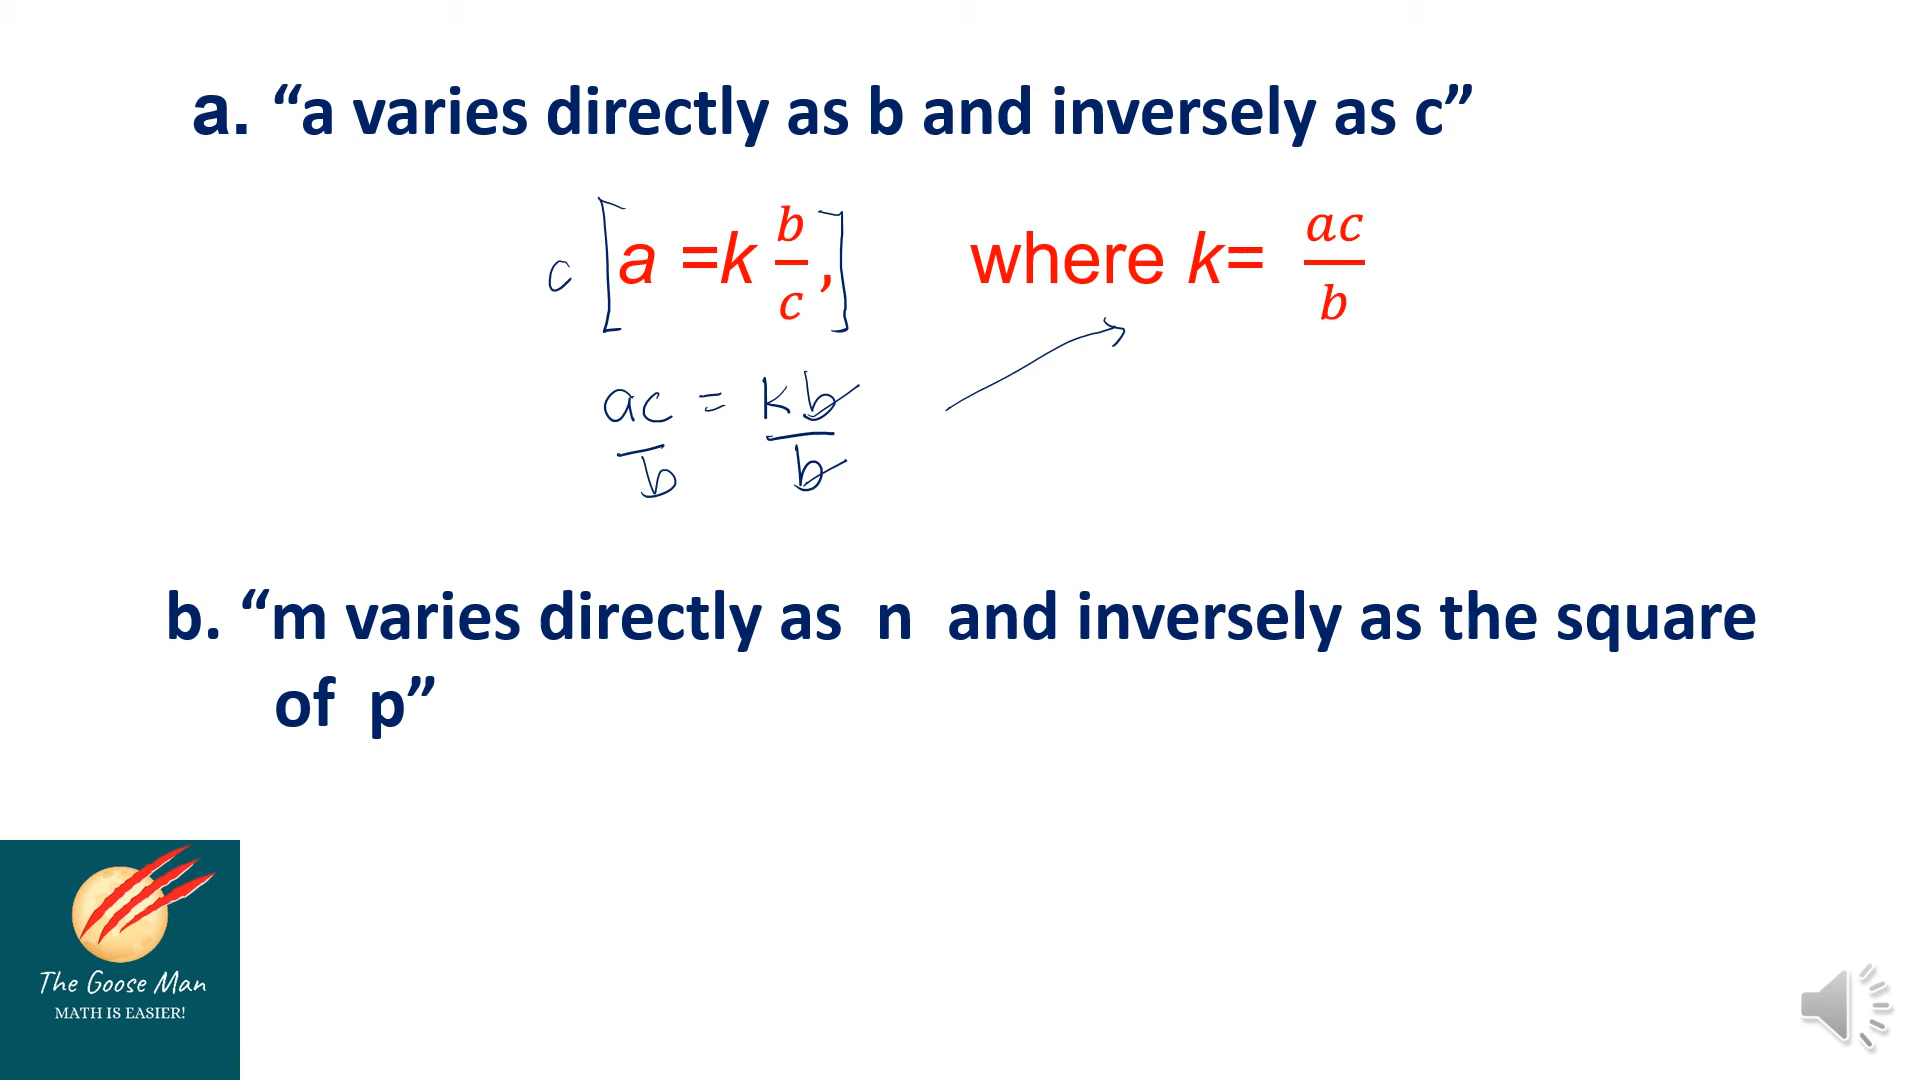 a. “a varies directly as b and inversely as c”
c [a =k b/c,] where k= ac/b
ac/b = kb/b
b. “m varies directly as n and inversely as the square
of p”
The Goose Man
MATH IS EASIER!